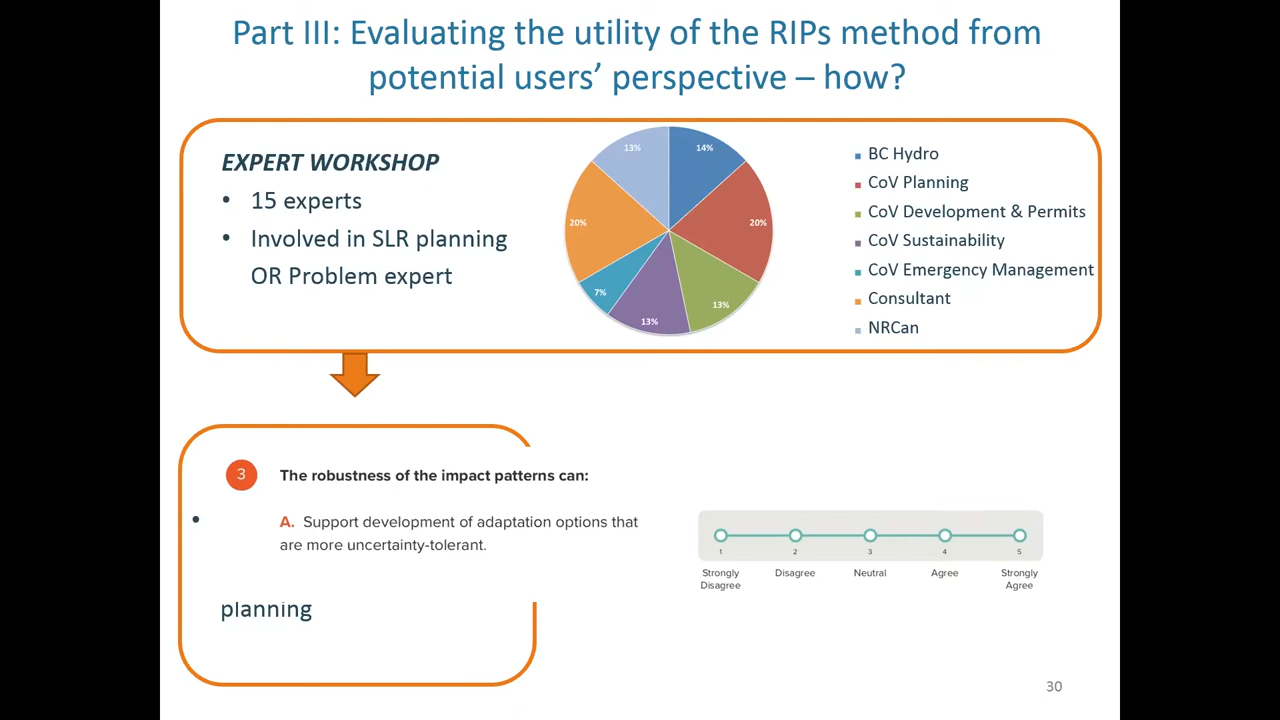 Part III: Evaluating the utility of the RIPs method from
potential users’ perspective – how?
EXPERT WORKSHOP
• 15 experts
• Involved in SLR planning
OR Problem expert
14%
20%
13%
13%
7%
20%
13%
BC Hydro
CoV Planning
CoV Development & Permits
CoV Sustainability
CoV Emergency Management
Consultant
NRCan
3
The robustness of the impact patterns can:
•
A. Support development of adaptation options that
are more uncertainty-tolerant.
1 2 3 4 5
Strongly Disagree Neutral Agree Strongly
Disagree Agree
planning
30